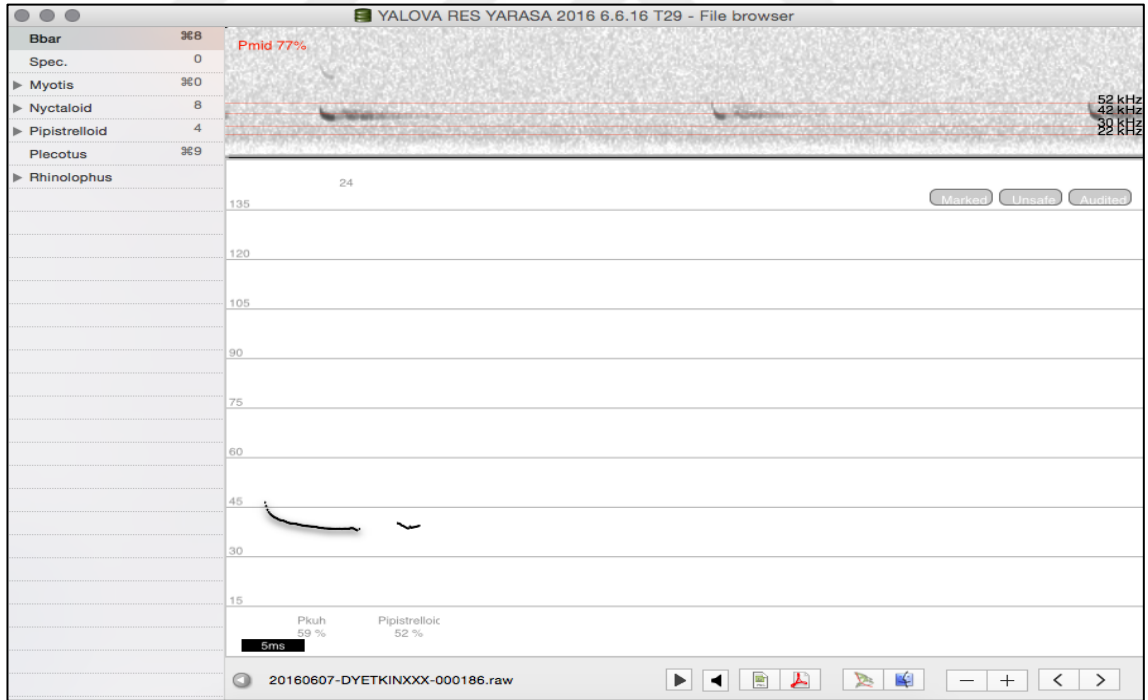 YALOVA RES YARASA 2016 6.6.16 T29 - File browser
Bbar ⌘8
Spec. 0
Myotis ⌘0
Nyctaloid 8
Pipistrelloid 4
Plecotus ⌘9
Rhinolophus
Pmid 77%
52 kHz
42 kHz
30 kHz
22 kHz
24
Marked Unsafe Audited
135
120
105
90
75
60
45
30
15
Pkuh Pipistrelloic
59 % 52 %
5ms
20160607-DYETKINXXX-000186.raw